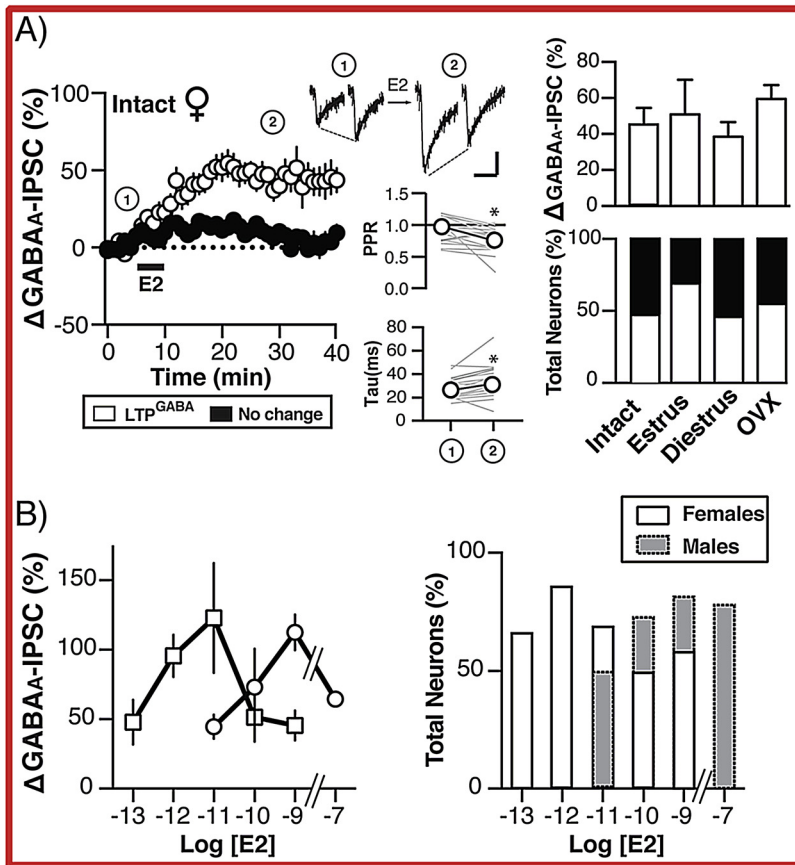 A)
ΔGABAA-IPSC (%)
100
50
0
-50
Intact ♀
1
2
E2
0
10
20
30
40
Time (min)
LTPGABA
No change
1
E2
2
PPR
1.5
1.0
0.5
0.0
*
Tau(ms)
80
60
40
20
0
*
1
2
ΔGABAA-IPSC (%)
80
60
40
20
0
Total Neurons (%)
100
50
0
Intact
Estrus
Diestrus
OVX
B)
ΔGABAA-IPSC (%)
150
100
50
0
-13
-12
-11
-10
-9
-7
Log [E2]
Females
Males
Total Neurons (%)
100
50
0
-13
-12
-11
-10
-9
-7
Log [E2]